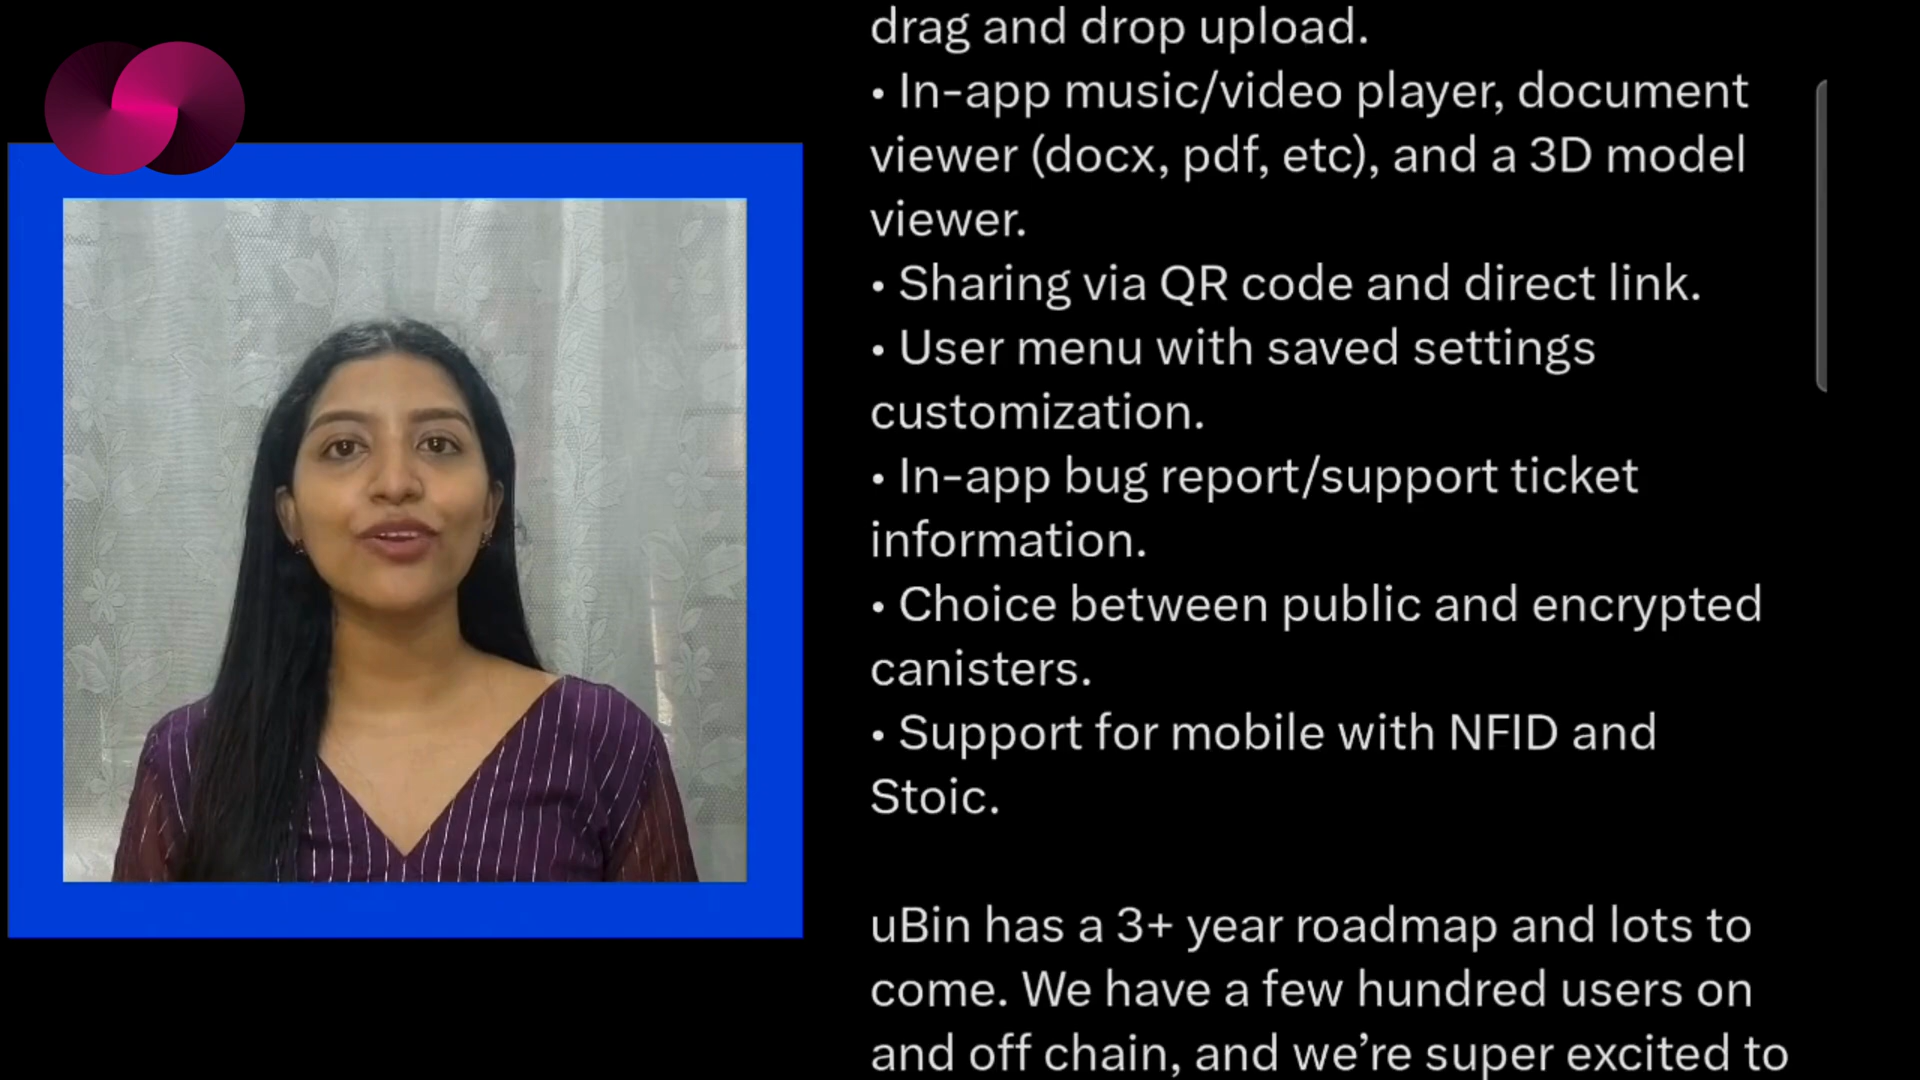 drag and drop upload.
• In-app music/video player, document
viewer (docx, pdf, etc), and a 3D model
viewer.
• Sharing via QR code and direct link.
• User menu with saved settings
customization.
• In-app bug report/support ticket
information.
• Choice between public and encrypted
canisters.
• Support for mobile with NFID and
Stoic.
uBin has a 3+ year roadmap and lots to
come. We have a few hundred users on
and off chain, and we’re super excited to